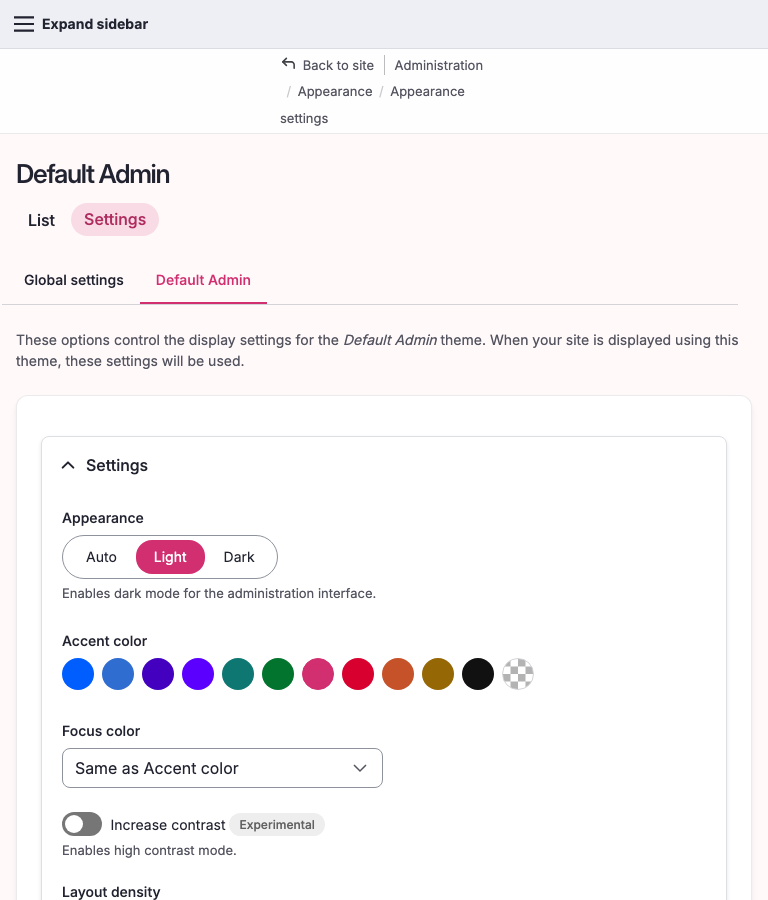 Expand sidebar
Back to site Administration
/ Appearance / Appearance
settings
Default Admin
List Settings
Global settings Default Admin
These options control the display settings for the Default Admin theme. When your site is displayed using this
theme, these settings will be used.
Settings
Appearance
Auto Light Dark
Enables dark mode for the administration interface.
Accent color
Focus color
Same as Accent color
Increase contrast Experimental
Enables high contrast mode.
Layout density